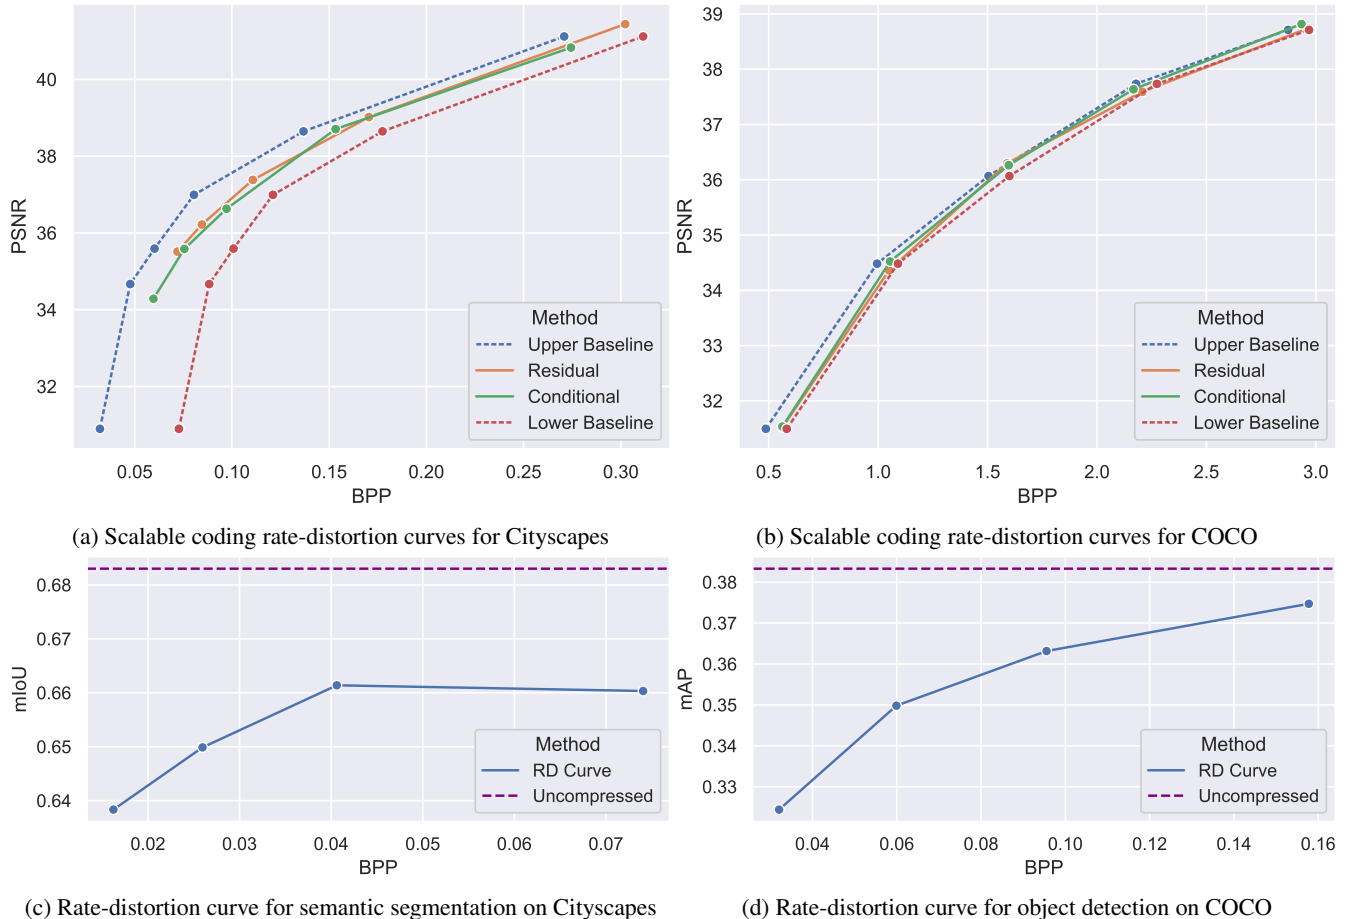 40
38
36
34
32
PSNR
0.05 0.10 0.15 0.20 0.25 0.30
BPP
Method
Upper Baseline
Residual
Conditional
Lower Baseline
(a) Scalable coding rate-distortion curves for Cityscapes
39
38
37
36
35
34
33
32
PSNR
0.5 1.0 1.5 2.0 2.5 3.0
BPP
Method
Upper Baseline
Residual
Conditional
Lower Baseline
(b) Scalable coding rate-distortion curves for COCO
0.68
0.67
0.66
0.65
0.64
mIoU
0.02 0.03 0.04 0.05 0.06 0.07
BPP
Method
RD Curve
Uncompressed
(c) Rate-distortion curve for semantic segmentation on Cityscapes
0.38
0.37
0.36
0.35
0.34
0.33
mAP
0.04 0.06 0.08 0.10 0.12 0.14 0.16
BPP
Method
RD Curve
Uncompressed
(d) Rate-distortion curve for object detection on COCO